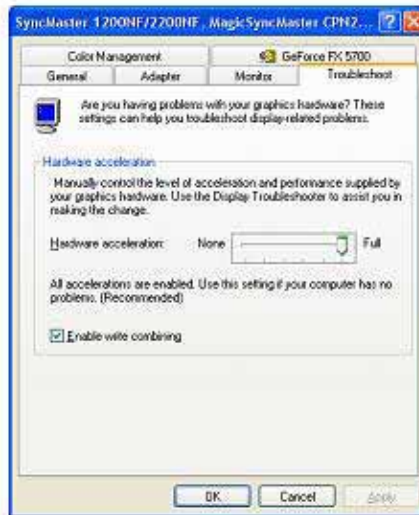 SyncMaster 1200NF/2200NF , MagicSyncMaster CPN2...
Color Management
GeForce FX 5700
General
Adapter
Monitor
Troubleshoot
Are you having problems with your graphics hardware? These
settings can help you troubleshoot display-related problems.
Hardware acceleration
Manually control the level of acceleration and performance supplied by
your graphics hardware. Use the Display Troubleshooter to assist you in
making the change.
Hardware acceleration:
None
Full
All accelerations are enabled. Use this setting if your computer has no
problems. (Recommended)
Enable write combining
OK
Cancel
Apply